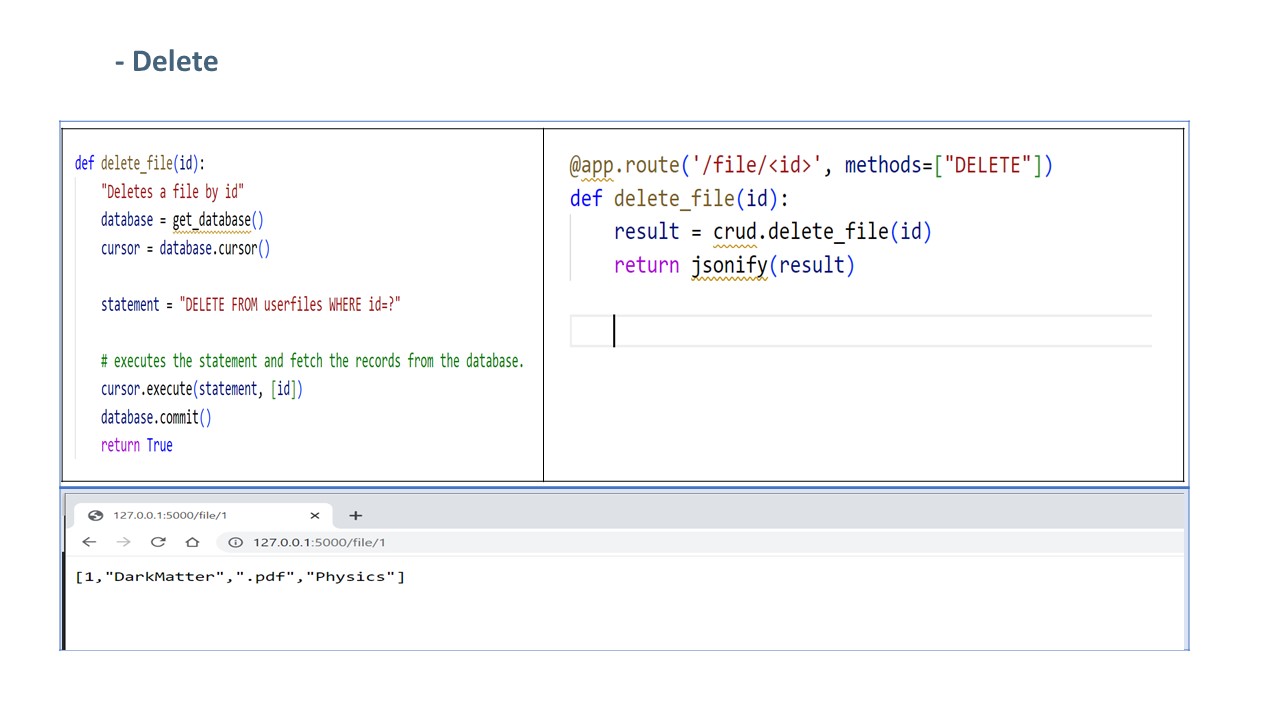 - Delete
def delete_file(id):
"Deletes a file by id"
database = get_database()
cursor = database.cursor()
statement = "DELETE FROM userfiles WHERE id=?"
# executes the statement and fetch the records from the database.
cursor.execute(statement, [id])
database.commit()
return True
@app.route('/file/<id>', methods=["DELETE"])
def delete_file(id):
result = crud.delete_file(id)
return jsonify(result)
127.0.0.1:5000/file/1
127.0.0.1:5000/file/1
[1,"DarkMatter",".pdf","Physics"]